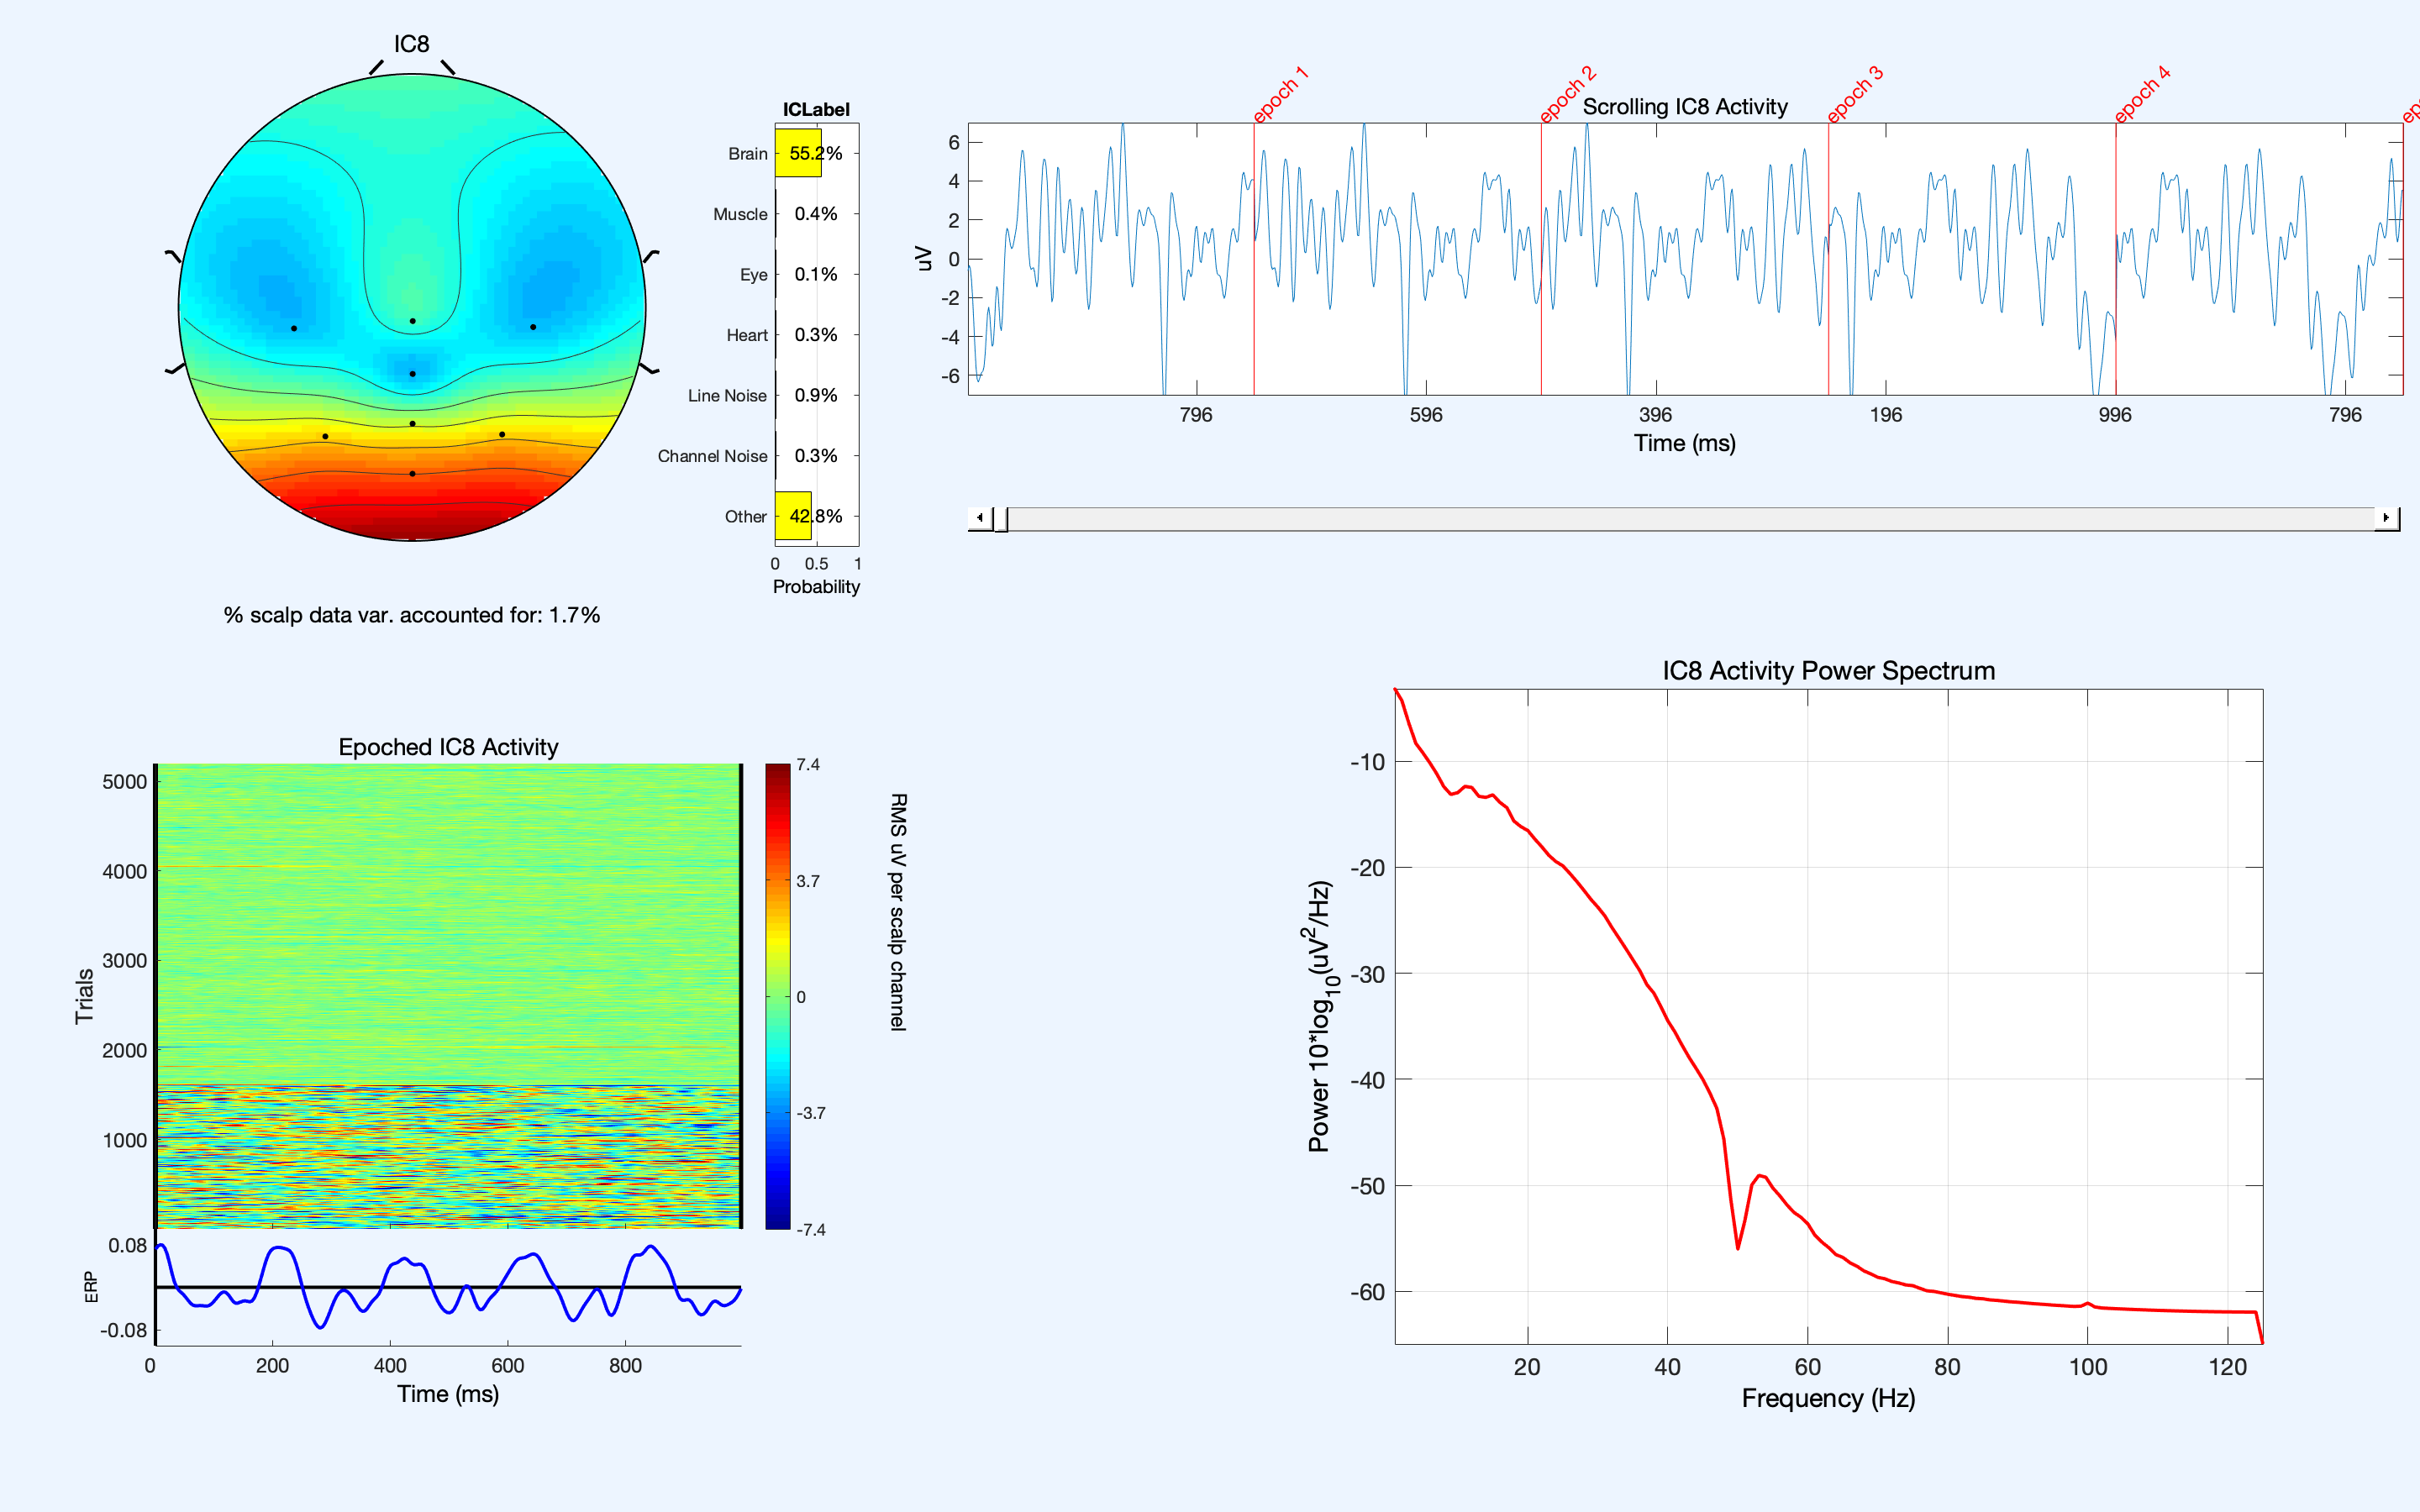 IC8
ICLabel
Brain 55.2%
Muscle 0.4%
Eye 0.1%
Heart 0.3%
Line Noise 0.9%
Channel Noise 0.3%
Other 42.8%
0 0.5 1
Probability
% scalp data var. accounted for: 1.7%
epoch 1
epoch 2
epoch 3
epoch 4
Scrolling IC8 Activity
6
4
2
0
-2
-4
-6
uV
796 596 396 196 996 796
Time (ms)
Epoched IC8 Activity
5000
4000
3000
2000
1000
Trials
7.4
3.7
0
-3.7
-7.4
RMS uV per scalp channel
0.08
-0.08
ERP
0 200 400 600 800
Time (ms)
IC8 Activity Power Spectrum
-10
-20
-30
-40
-50
-60
Power 10*log10(uV2/Hz)
20 40 60 80 100 120
Frequency (Hz)